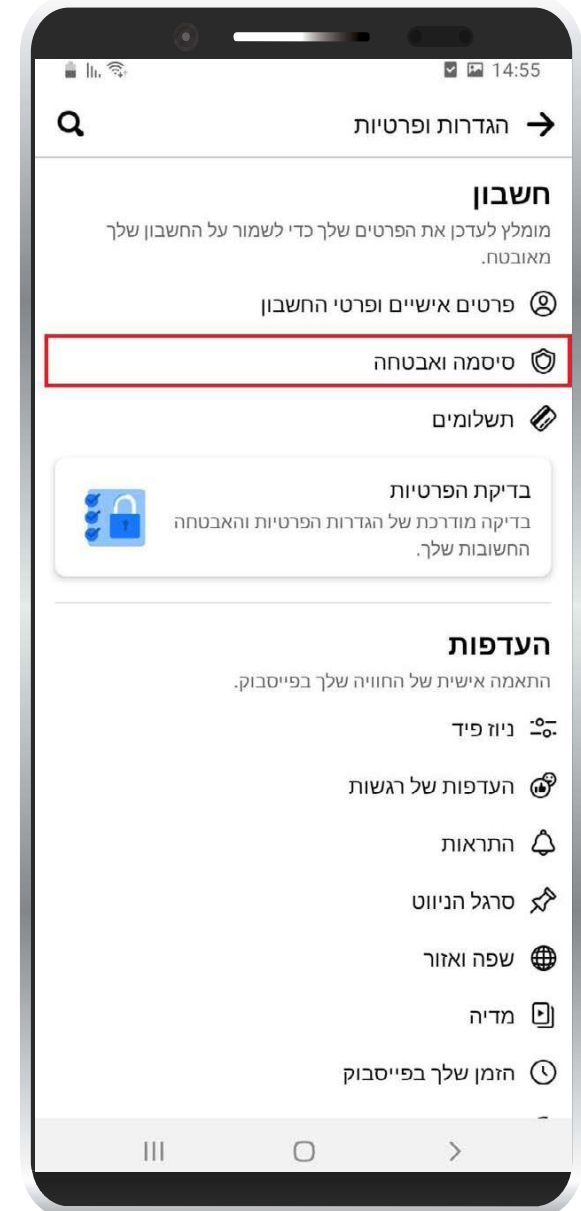 14:55
הגדרות ופרטיות
חשבון
מומלץ לעדכן את הפרטים שלך כדי לשמור על החשבון שלך
מאובטח.
פרטים אישיים ופרטי החשבון
סיסמה ואבטחה
תשלומים
בדיקת הפרטיות
בדיקה מודרכת של הגדרות הפרטיות והאבטחה
החשובות שלך.
העדפות
התאמה אישית של החוויה שלך בפייסבוק.
ניוז פיד
העדפות של רגשות
התראות
סרגל הניווט
שפה ואזור
מדיה
הזמן שלך בפייסבוק